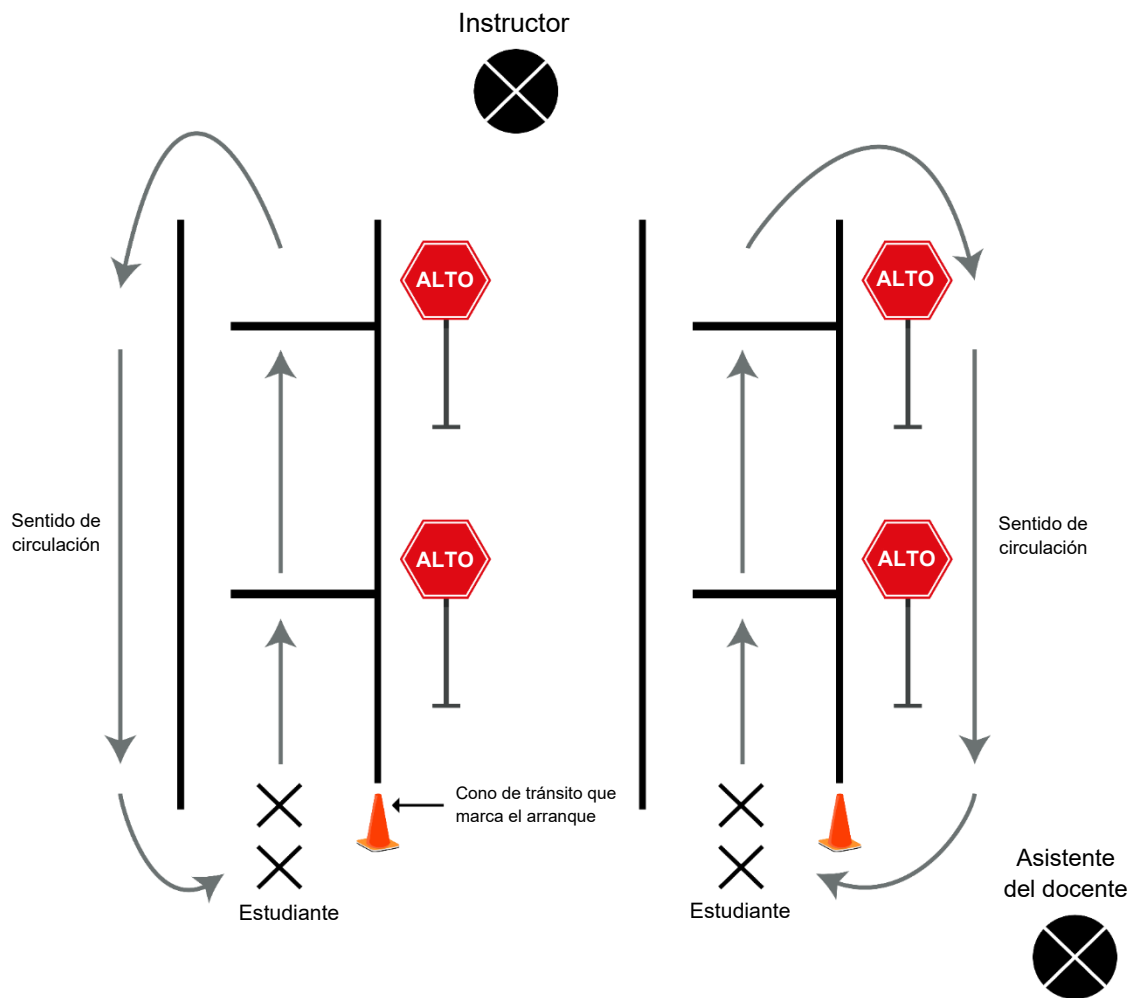 Instructor
ALTO
ALTO
Sentido de
circulación
ALTO
ALTO
Sentido de
circulación
Cono de tránsito que
marca el arranque
Estudiante
Estudiante
Asistente
del docente